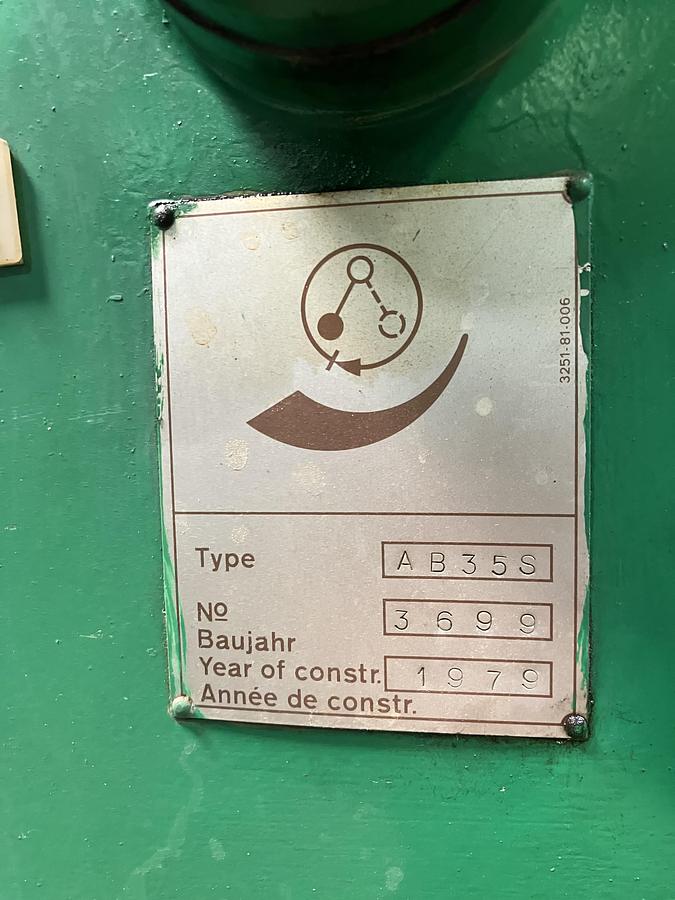 3251-81-006
Type AB35S
Nº 3699
Baujahr
Year of constr. 1979
Année de constr.